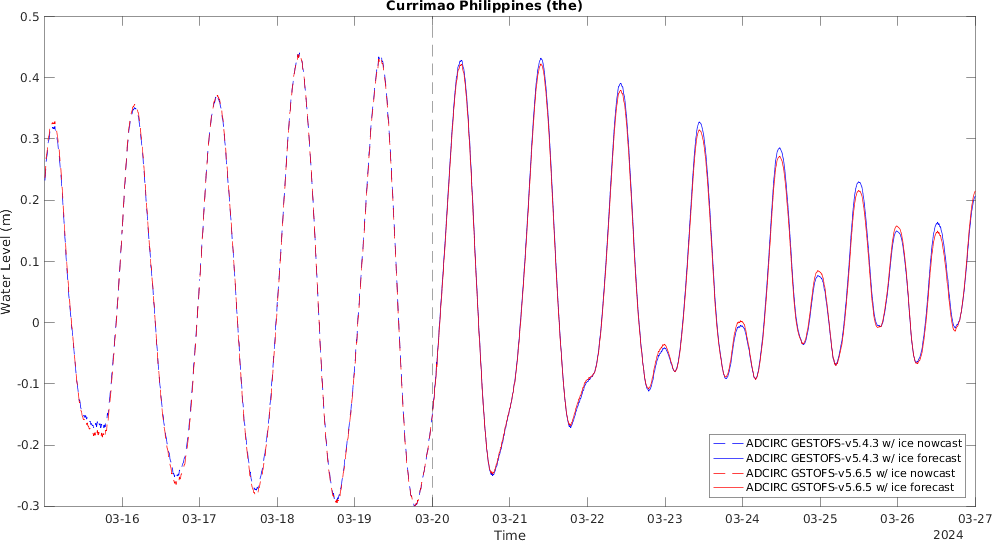 Currimao Philippines (the)
0.5
0.4
0.3
0.2
0.1
0
-0.1
-0.2
-0.3
Water Level (m)
ADCIRC GESTOFS-v5.4.3 w/ ice nowcast
ADCIRC GESTOFS-v5.4.3 w/ ice forecast
ADCIRC GSTOFS-v5.6.5 w/ ice nowcast
ADCIRC GSTOFS-v5.6.5 w/ ice forecast
03-16 03-17 03-18 03-19 03-20 03-21 03-22 03-23 03-24 03-25 03-26 03-27
Time
2024